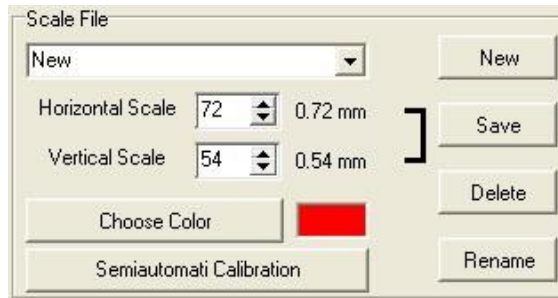 Scale File
New
New
Horizontal Scale 72 0.72 mm
Save
Vertical Scale 54 0.54 mm
Delete
Choose Color
Semiautomati Calibration
Rename